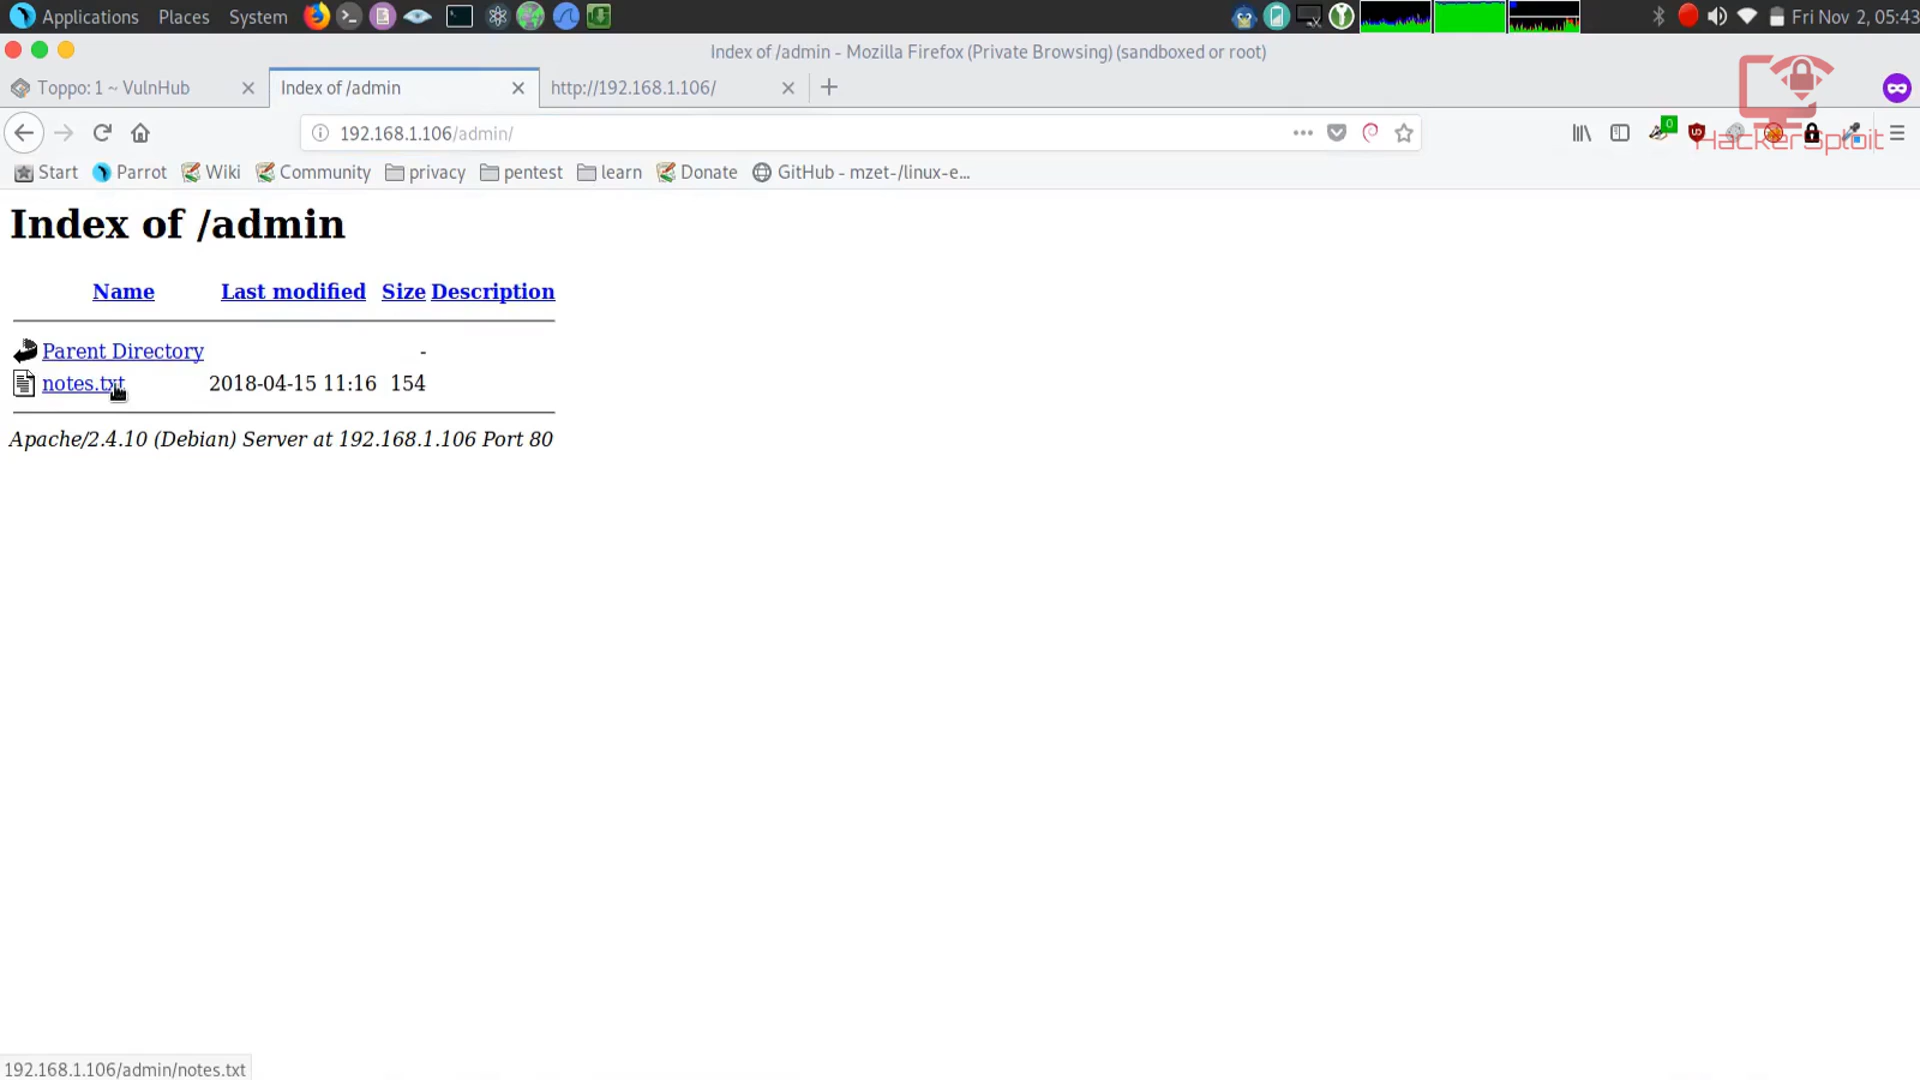 Applications Places System Fri Nov 2, 05:43
Index of /admin - Mozilla Firefox (Private Browsing) (sandboxed or root)
Toppo: 1 ~ VulnHub Index of /admin http://192.168.1.106/
192.168.1.106/admin/ 0
HackerSploit
Start Parrot Wiki Community privacy pentest learn Donate GitHub - mzet-/linux-e...
Index of /admin
Name Last modified Size Description
Parent Directory -
notes.txt 2018-04-15 11:16 154
Apache/2.4.10 (Debian) Server at 192.168.1.106 Port 80
192.168.1.106/admin/notes.txt